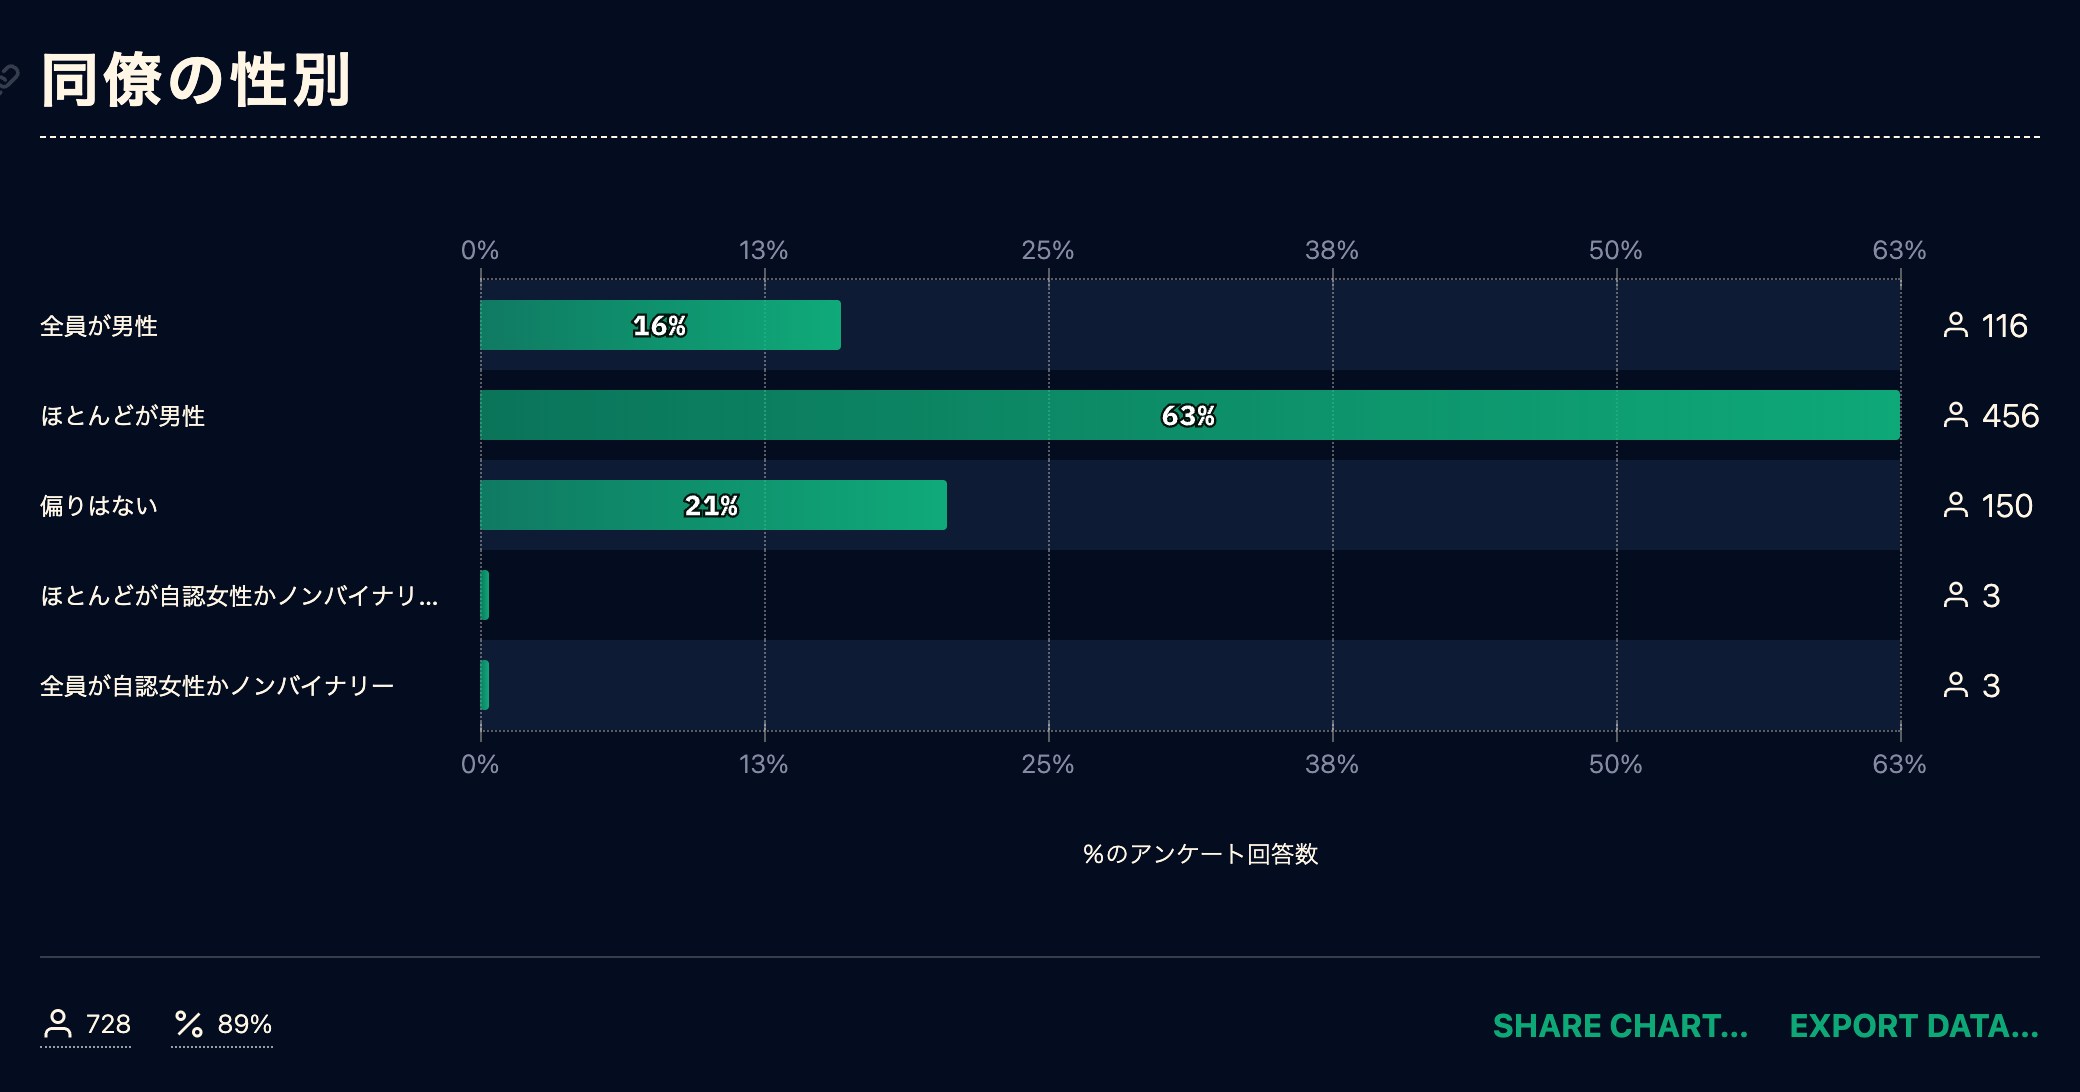 同僚の性別
0% 13% 25% 38% 50% 63%
全員が男性 16% 116
ほとんどが男性 63% 456
偏りはない 21% 150
ほとんどが自認女性かノンバイナリ... 3
全員が自認女性かノンバイナリー 3
0% 13% 25% 38% 50% 63%
%のアンケート回答数
728 89% SHARE CHART... EXPORT DATA...